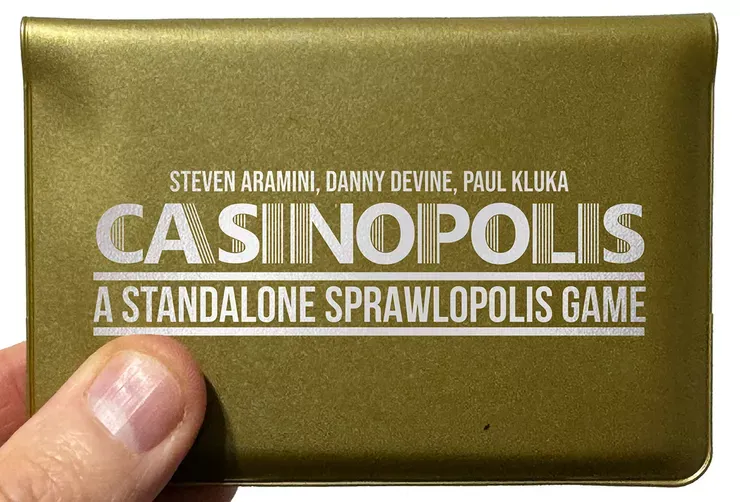 STEVEN ARAMINI, DANNY DEVINE, PAUL KLUKA
CASINOPOLIS
A STANDALONE SPRAWLOPOLIS GAME